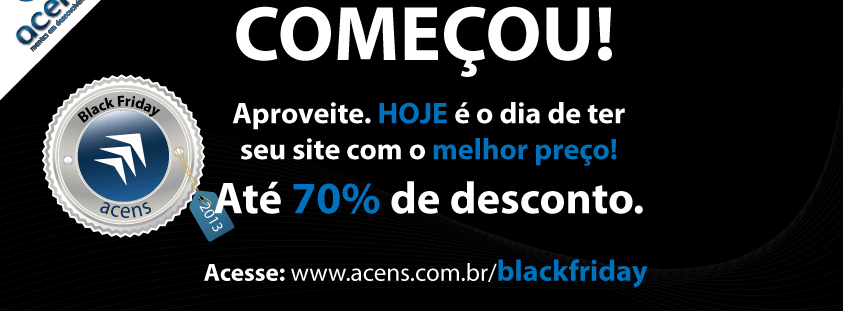 acens
COMEÇOU!
Black Friday
acens
2013
Aproveite. HOJE é o dia de ter
seu site com o melhor preço!
Até 70% de desconto.
Acesse: www.acens.com.br/blackfriday